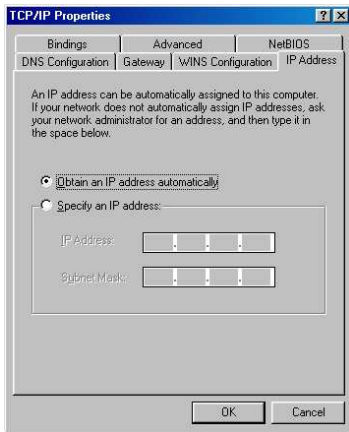 TCP/IP Properties
Bindings Advanced NetBIOS
DNS Configuration Gateway WINS Configuration IP Address
An IP address can be automatically assigned to this computer.
If your network does not automatically assign IP addresses, ask
your network administrator for an address, and then type it in
the space below.
Obtain an IP address automatically
Specify an IP address:
IP Address:
Subnet Mask:
OK Cancel